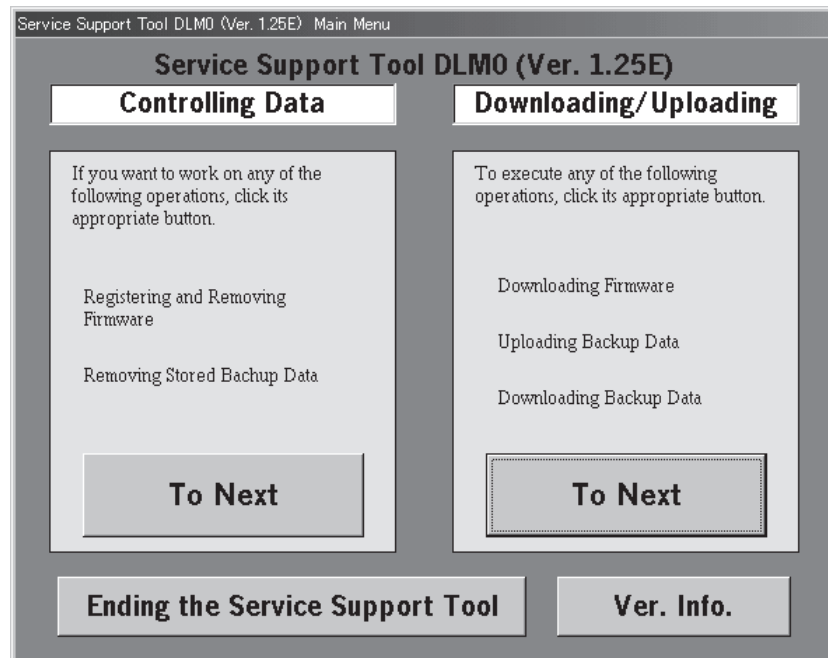 Service Support Tool DLM0 (Ver. 1.25E) Main Menu
Service Support Tool DLM0 (Ver. 1.25E)
Controlling Data
If you want to work on any of the
following operations, click its
appropriate button.
Registering and Removing
Firmware
Removing Stored Bachup Data
To Next
Downloading/Uploading
To execute any of the following
operations, click its appropriate button.
Downloading Firmware
Uploading Backup Data
Downloading Backup Data
To Next
Ending the Service Support Tool
Ver. Info.